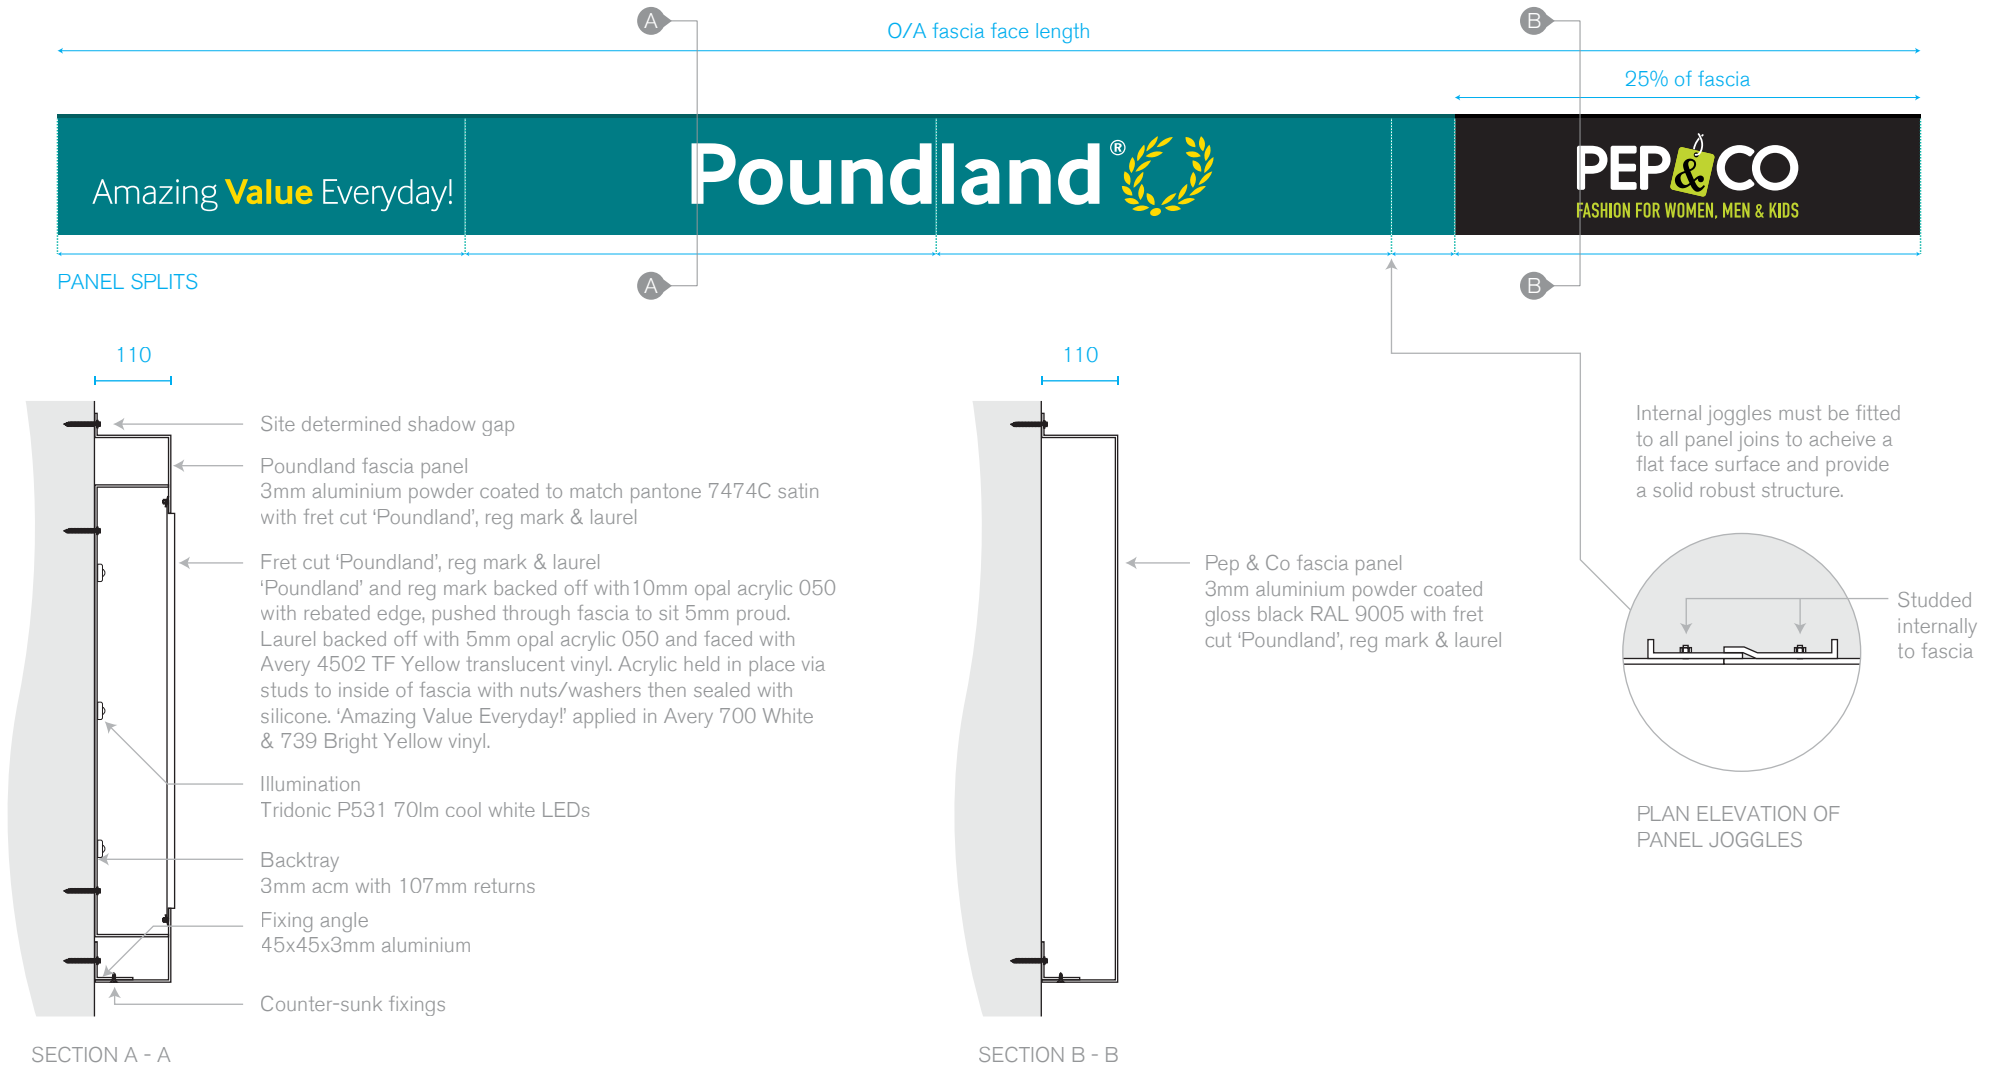 A
B
O/A fascia face length
25% of fascia
Amazing Value Everyday!
Poundland®
PEP&CO
FASHION FOR WOMEN, MEN & KIDS
PANEL SPLITS
A
B
110
Site determined shadow gap
Poundland fascia panel
3mm aluminium powder coated to match pantone 7474C satin
with fret cut ‘Poundland’, reg mark & laurel
Fret cut ‘Poundland’, reg mark & laurel
‘Poundland’ and reg mark backed off with10mm opal acrylic 050
with rebated edge, pushed through fascia to sit 5mm proud.
Laurel backed off with 5mm opal acrylic 050 and faced with
Avery 4502 TF Yellow translucent vinyl. Acrylic held in place via
studs to inside of fascia with nuts/washers then sealed with
silicone. ‘Amazing Value Everyday!’ applied in Avery 700 White
& 739 Bright Yellow vinyl.
Illumination
Tridonic P531 70lm cool white LEDs
Backtray
3mm acm with 107mm returns
Fixing angle
45x45x3mm aluminium
Counter-sunk fixings
SECTION A - A
110
Pep & Co fascia panel
3mm aluminium powder coated
gloss black RAL 9005 with fret
cut ‘Poundland’, reg mark & laurel
SECTION B - B
Internal joggles must be fitted
to all panel joins to acheive a
flat face surface and provide
a solid robust structure.
Studded
internally
to fascia
PLAN ELEVATION OF
PANEL JOGGLES